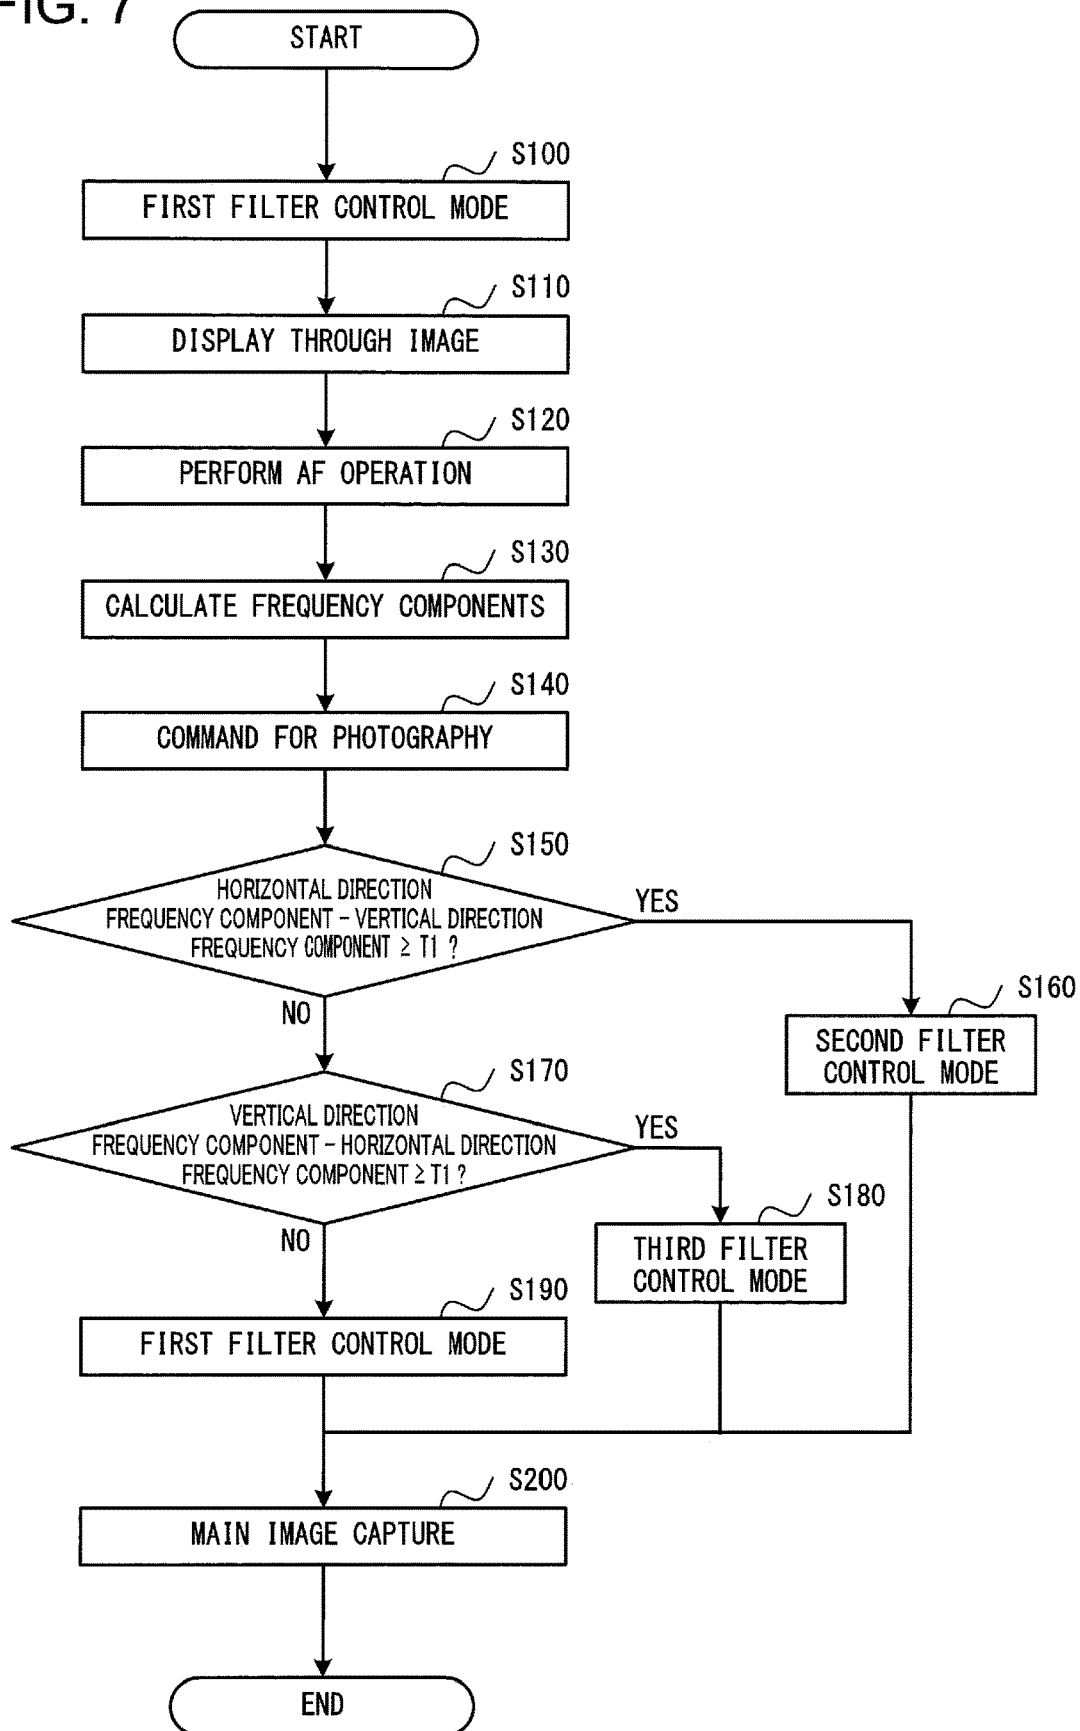 FIG. 7
START
S100
FIRST FILTER CONTROL MODE
S110
DISPLAY THROUGH IMAGE
S120
PERFORM AF OPERATION
S130
CALCULATE FREQUENCY COMPONENTS
S140
COMMAND FOR PHOTOGRAPHY
S150
HORIZONTAL DIRECTION
FREQUENCY COMPONENT - VERTICAL DIRECTION
FREQUENCY COMPONENT ≥ T1 ?
YES
NO
S160
SECOND FILTER
CONTROL MODE
S170
VERTICAL DIRECTION
FREQUENCY COMPONENT - HORIZONTAL DIRECTION
FREQUENCY COMPONENT ≥ T1 ?
YES
NO
S180
THIRD FILTER
CONTROL MODE
S190
FIRST FILTER CONTROL MODE
S200
MAIN IMAGE CAPTURE
END